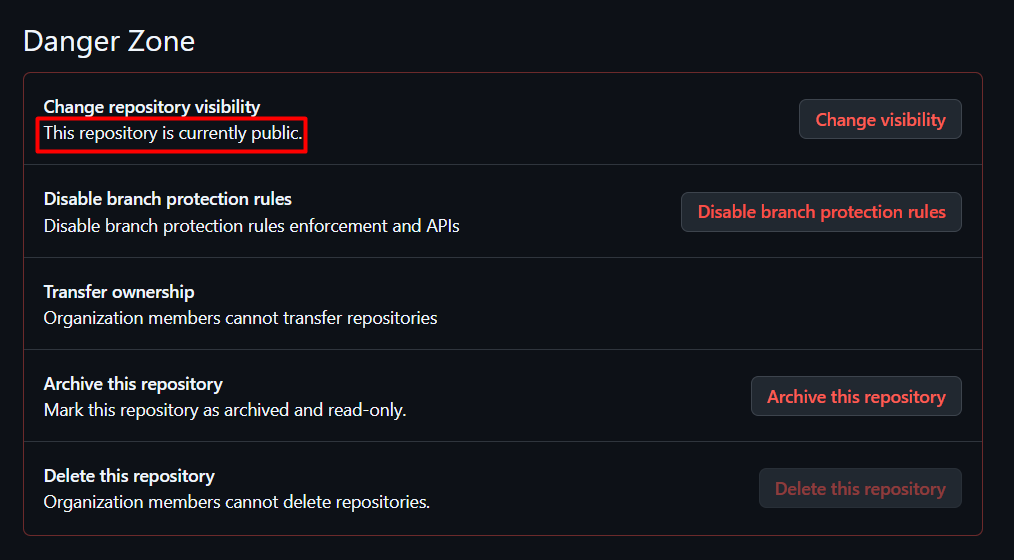 Danger Zone
Change repository visibility
This repository is currently public.
Change visibility
Disable branch protection rules
Disable branch protection rules enforcement and APIs
Disable branch protection rules
Transfer ownership
Organization members cannot transfer repositories
Archive this repository
Mark this repository as archived and read-only.
Archive this repository
Delete this repository
Organization members cannot delete repositories.
Delete this repository